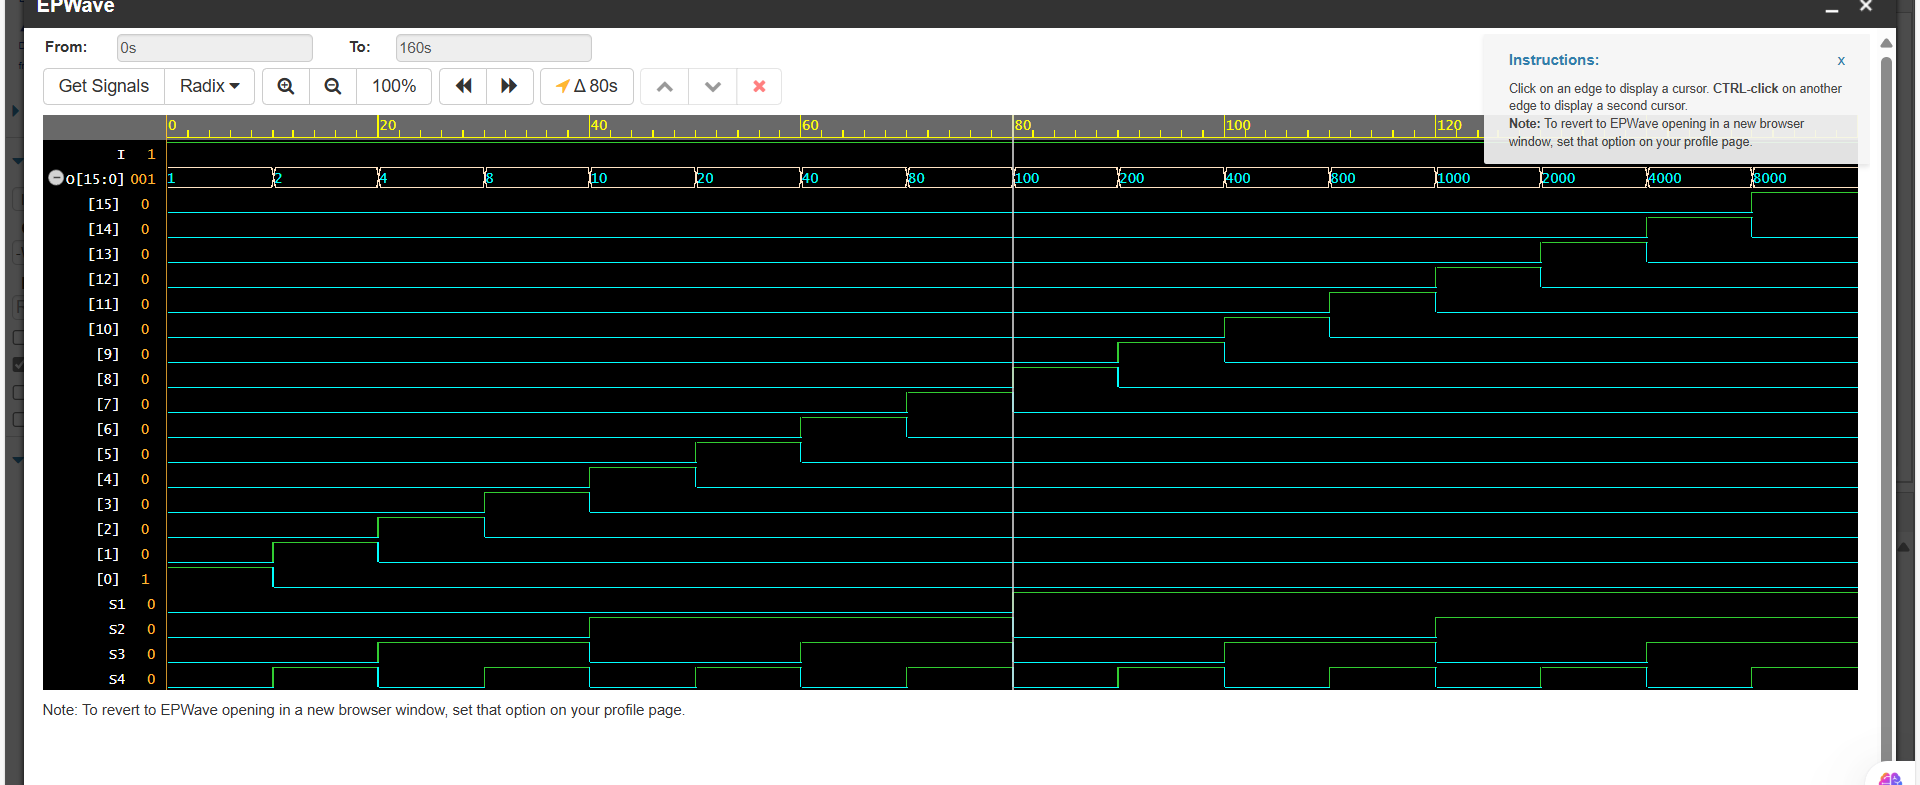 EPWave
From: 0s To: 160s
Get Signals Radix 100% Δ 80s
Instructions: x
Click on an edge to display a cursor. CTRL-click on another
edge to display a second cursor.
Note: To revert to EPWave opening in a new browser
window, set that option on your profile page.
0 20 40 60 80 100 120
I 1
O[15:0] 001 1 2 4 8 10 20 40 80 100 200 400 800 1000 2000 4000 8000
[15] 0
[14] 0
[13] 0
[12] 0
[11] 0
[10] 0
[9] 0
[8] 0
[7] 0
[6] 0
[5] 0
[4] 0
[3] 0
[2] 0
[1] 0
[0] 1
S1 0
S2 0
S3 0
S4 0
Note: To revert to EPWave opening in a new browser window, set that option on your profile page.